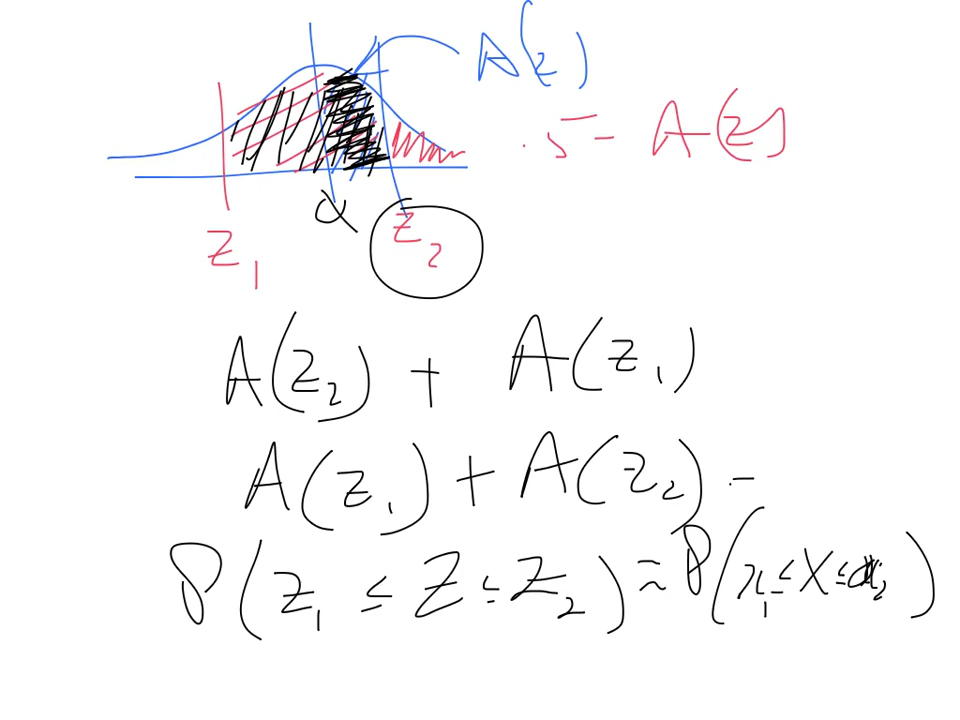 A(z)
.5 - A(z)
α
z₁
z₂
A(z₂) + A(z₁)
A(z₁) + A(z₂) =
P(z₁ ≤ Z ≤ z₂) ≈ P(x₁ ≤ X ≤ x₂)